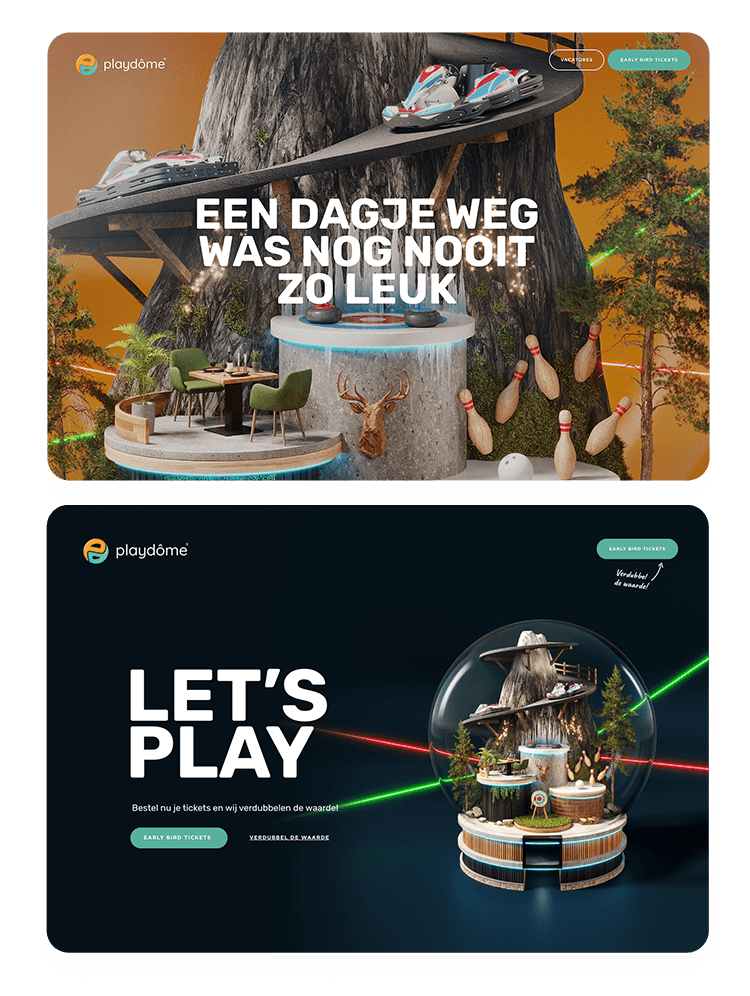 playdôme
VACATURES
EARLY BIRD TICKETS
EEN DAGJE WEG
WAS NOG NOOIT
ZO LEUK
playdôme
EARLY BIRD TICKETS
Verdubbel
de waarde!
LET'S
PLAY
Bestel nu je tickets en wij verdubbelen de waarde!
EARLY BIRD TICKETS
VERDUBBEL DE WAARDE